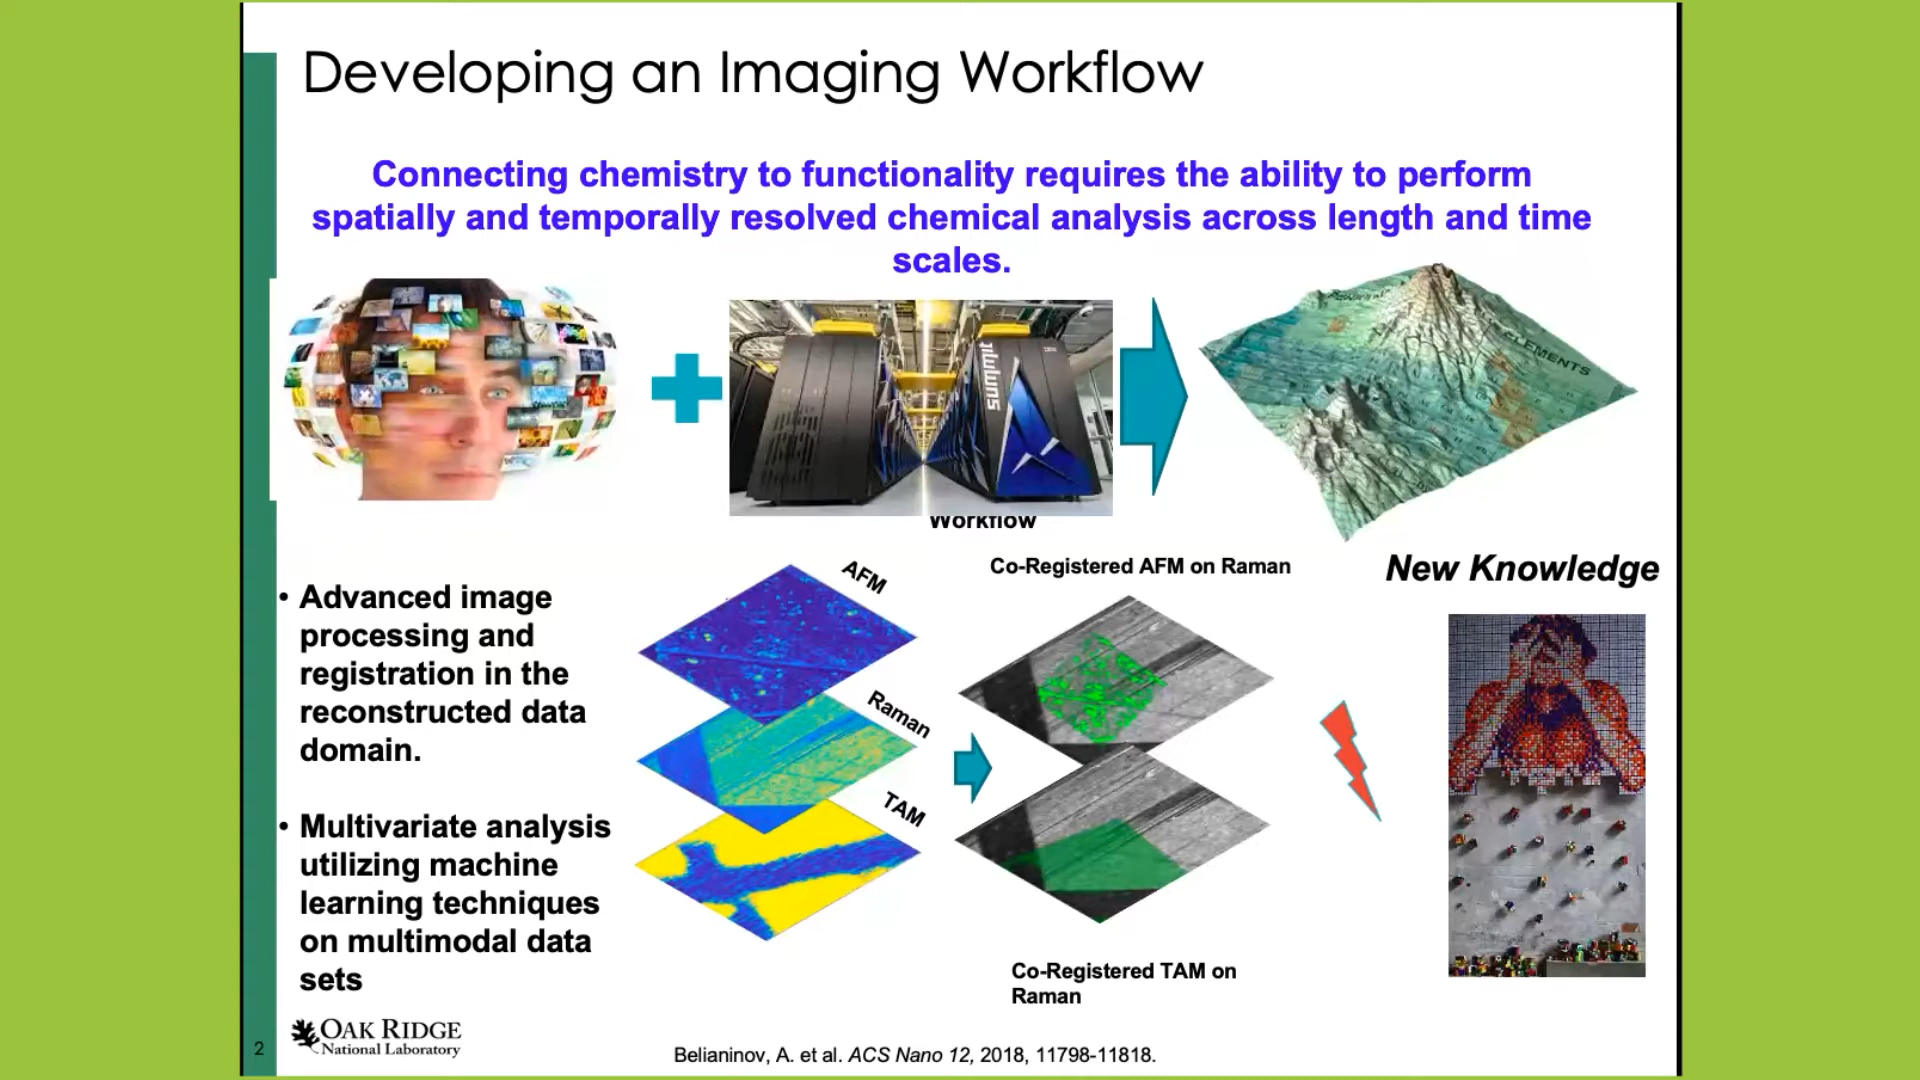 Developing an Imaging Workflow
Connecting chemistry to functionality requires the ability to perform
spatially and temporally resolved chemical analysis across length and time
scales.
summit
ELEMENTS
Workflow
New Knowledge
• Advanced image
processing and
registration in the
reconstructed data
domain.
• Multivariate analysis
utilizing machine
learning techniques
on multimodal data
sets
AFM
Raman
TAM
Co-Registered AFM on Raman
Co-Registered TAM on
Raman
2
OAK RIDGE
National Laboratory
Belianinov, A. et al. ACS Nano 12, 2018, 11798-11818.